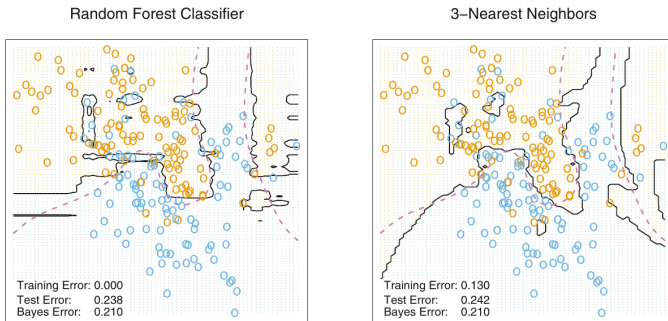 Random Forest Classifier
Training Error: 0.000
Test Error: 0.238
Bayes Error: 0.210
3−Nearest Neighbors
Training Error: 0.130
Test Error: 0.242
Bayes Error: 0.210